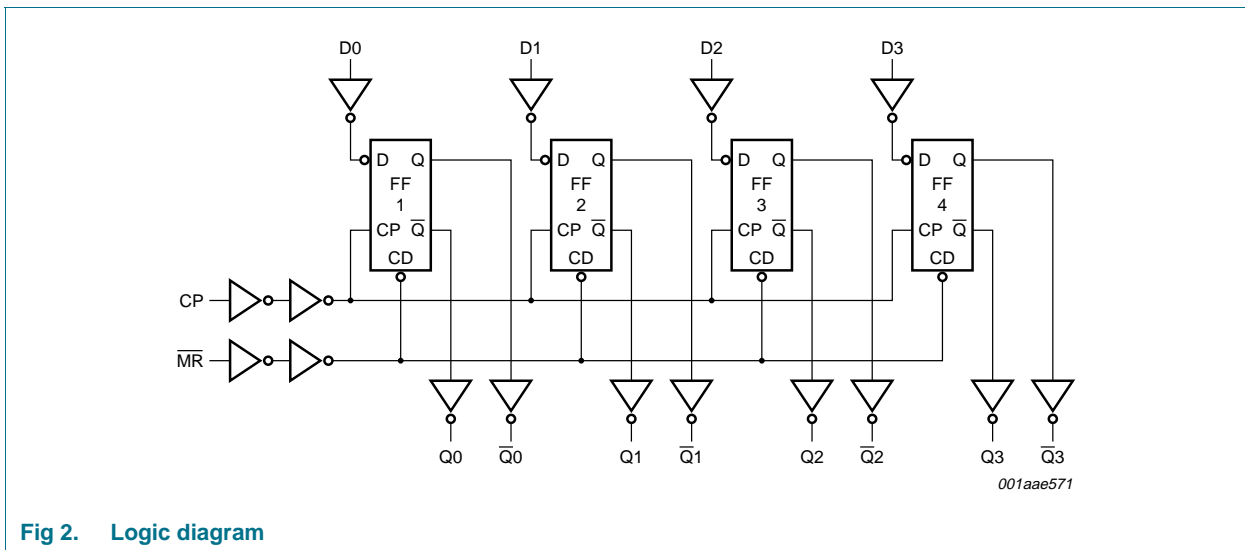 D0 D1 D2 D3
D Q D Q D Q D Q
FF FF FF FF
1 2 3 4
CP Q̅ CP Q̅ CP Q̅ CP Q̅
CD CD CD CD
CP
M̅R̅
Q0 Q̅0 Q1 Q̅1 Q2 Q̅2 Q3 Q̅3
001aae571
Fig 2. Logic diagram